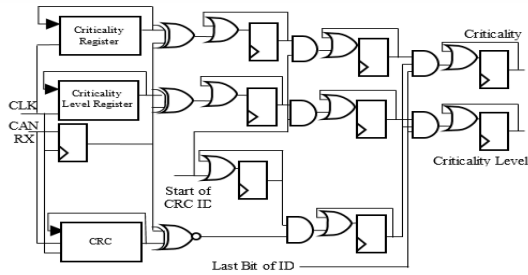 Criticality
Register
Criticality
Criticality
Level Register
CLK
CAN
RX
Criticality Level
Start of
CRC ID
CRC
Last Bit of ID